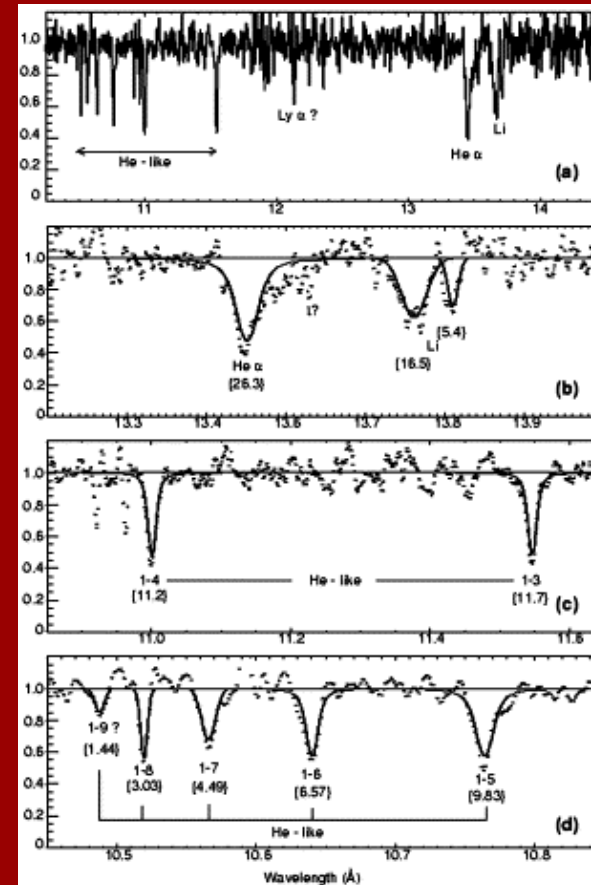 1.0
0.8
0.6
0.4
0.2
0
Ly α ?
Li
He - like
He α
(a)
11 12 13 14
1.0
0.8
0.6
0.4
0.2
0
I?
{5.4}
Li
He α
{16.5}
{26.3}
(b)
13.3 13.4 13.5 13.6 13.7 13.8 13.9
1.0
0.8
0.6
0.4
0.2
0
1-4 He - like 1-3
{11.2} {11.7}
(c)
11.0 11.2 11.4 11.6
1.0
0.8
0.6
0.4
0.2
0
1-9 ?
{1.44}
1-8
{3.03}
1-7
{4.49}
1-6
{6.57}
1-5
{9.83}
He - like
(d)
10.5 10.6 10.7 10.8
Wavelength (Å)